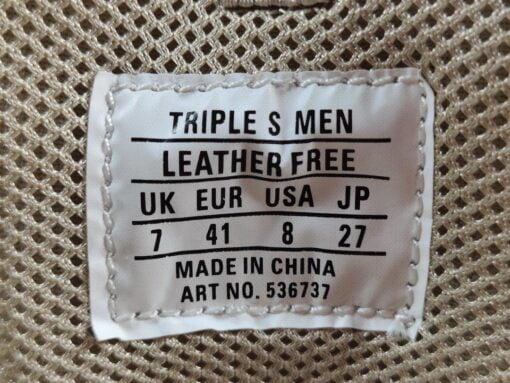 TRIPLE S MEN
LEATHER FREE
UK EUR USA JP
7 41 8 27
MADE IN CHINA
ART NO. 536737